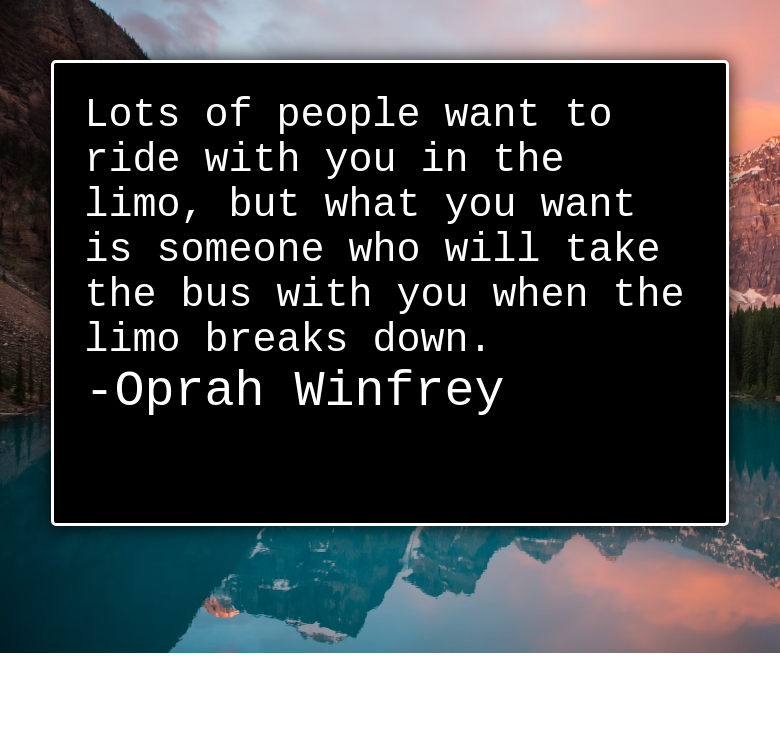 Lots of people want to
ride with you in the
limo, but what you want
is someone who will take
the bus with you when the
limo breaks down.
-Oprah Winfrey